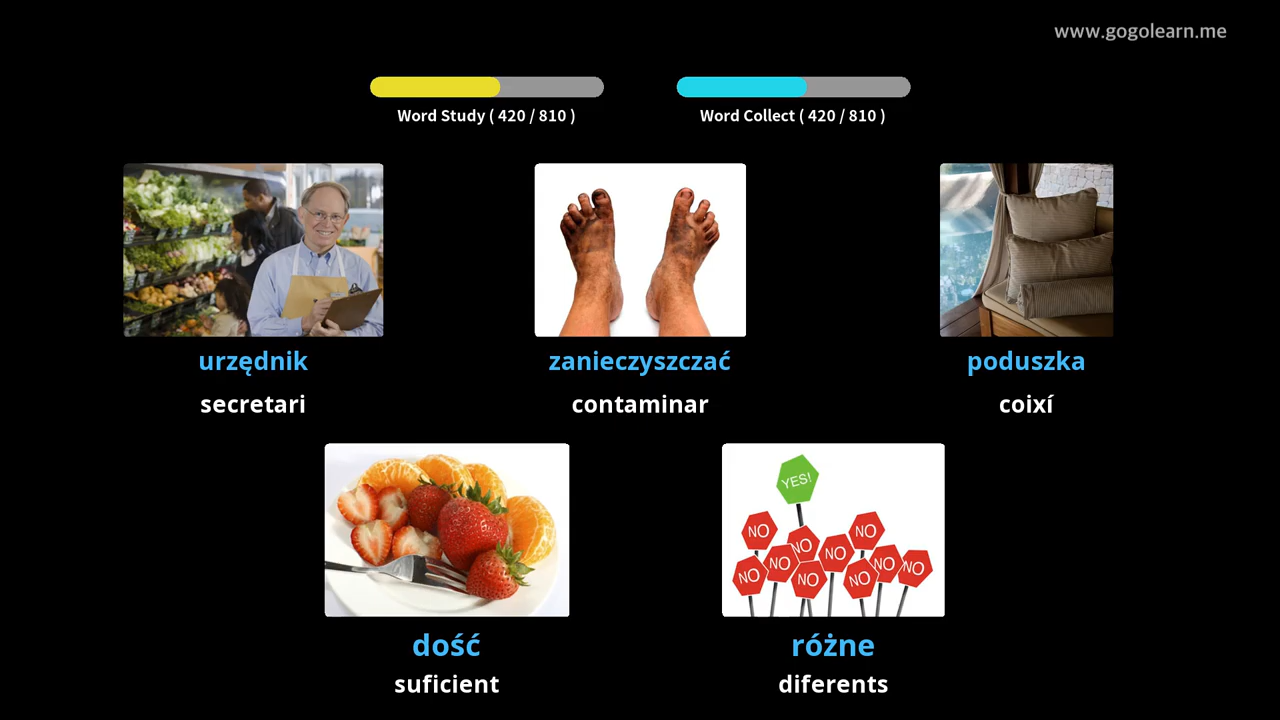 www.gogolearn.me
Word Study ( 420 / 810 )
Word Collect ( 420 / 810 )
urzędnik
secretari
zanieczyszczać
contaminar
poduszka
coixí
dość
suficient
różne
diferents
YES!
NO
NO
NO
NO
NO
NO
NO
NO
NO